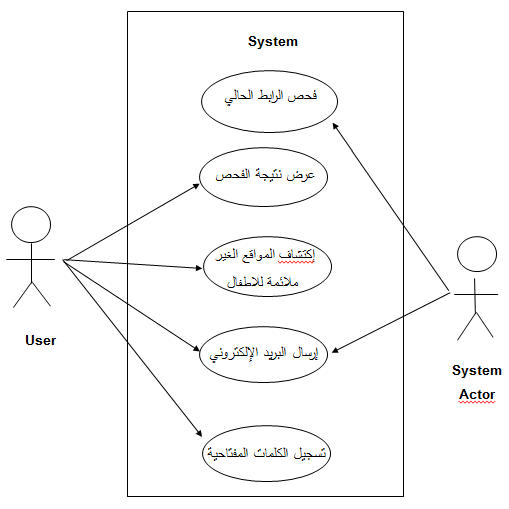 System
فحص الرابط الحالي
عرض نتيجة الفحص
إكتشاف المواقع الغير
ملائمة للاطفال
إرسال البريد الإلكتروني
تسجيل الكلمات المفتاحية
User
System
Actor